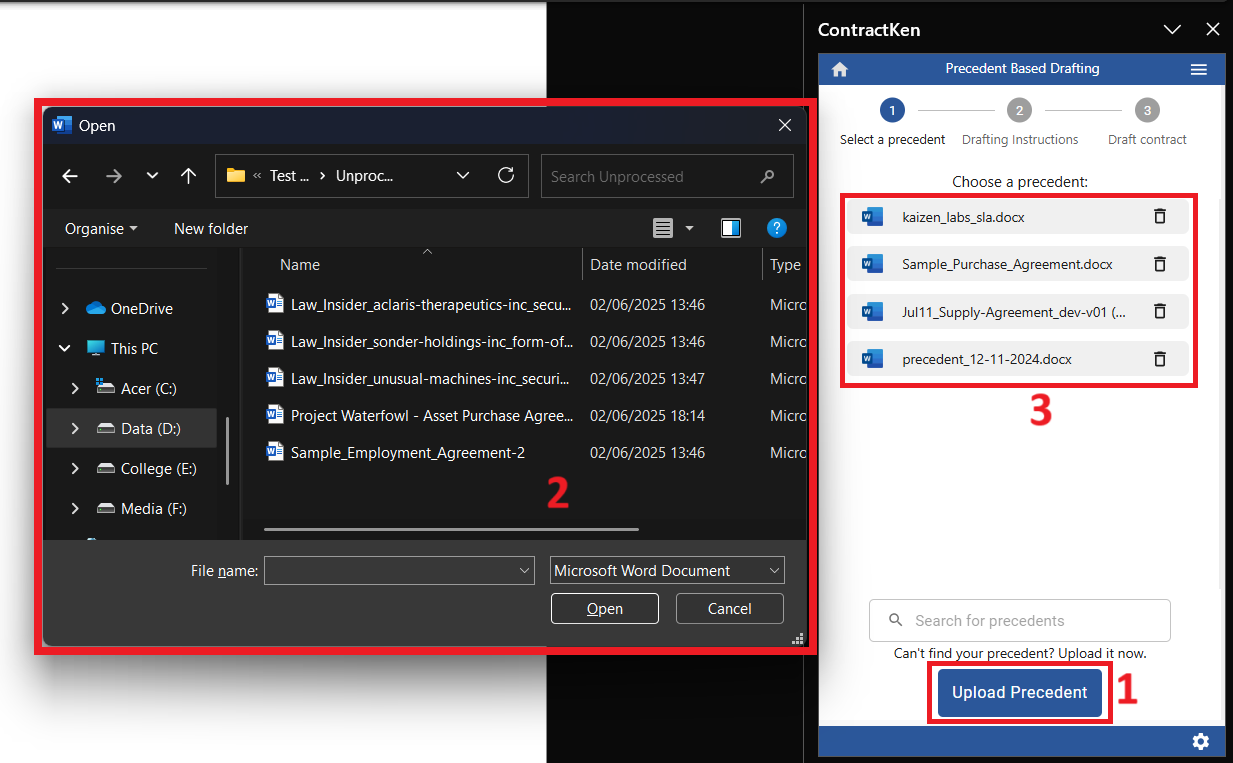 ContractKen
Precedent Based Drafting
1 2 3
Select a precedent Drafting Instructions Draft contract
Choose a precedent:
kaizen_labs_sla.docx
Sample_Purchase_Agreement.docx
Jul11_Supply-Agreement_dev-v01 (...
precedent_12-11-2024.docx
3
Search for precedents
Can't find your precedent? Upload it now.
Upload Precedent 1
Open
« Test ... › Unproc...
Search Unprocessed
Organise New folder
Name Date modified Type
OneDrive
This PC
Acer (C:)
Data (D:)
College (E:)
Media (F:)
Law_Insider_aclaris-therapeutics-inc_secu... 02/06/2025 13:46 Micro
Law_Insider_sonder-holdings-inc_form-of... 02/06/2025 13:46 Micro
Law_Insider_unusual-machines-inc_securi... 02/06/2025 13:47 Micro
Project Waterfowl - Asset Purchase Agree... 02/06/2025 18:14 Micro
Sample_Employment_Agreement-2 02/06/2025 13:46 Micro
2
File name: Microsoft Word Document
Open Cancel